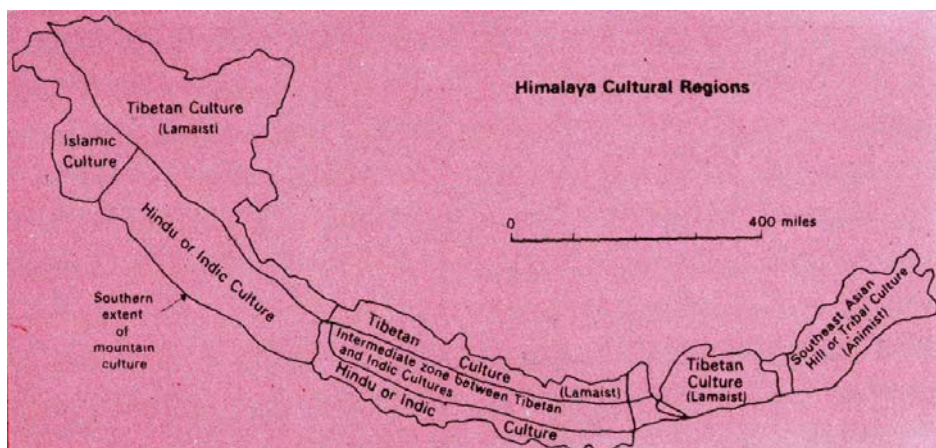 Himalaya Cultural Regions
Tibetan Culture
(Lamaist)
Islamic
Culture
0 400 miles
Hindu or Indic Culture
Southern
extent
of
mountain
culture
Tibetan Culture (Lamaist)
Intermediate zone between Tibetan
and Indic Cultures
Hindu or Indic Culture
Tibetan
Culture
(Lamaist)
Southeast Asian
Hill or Tribal Culture
(Animist)